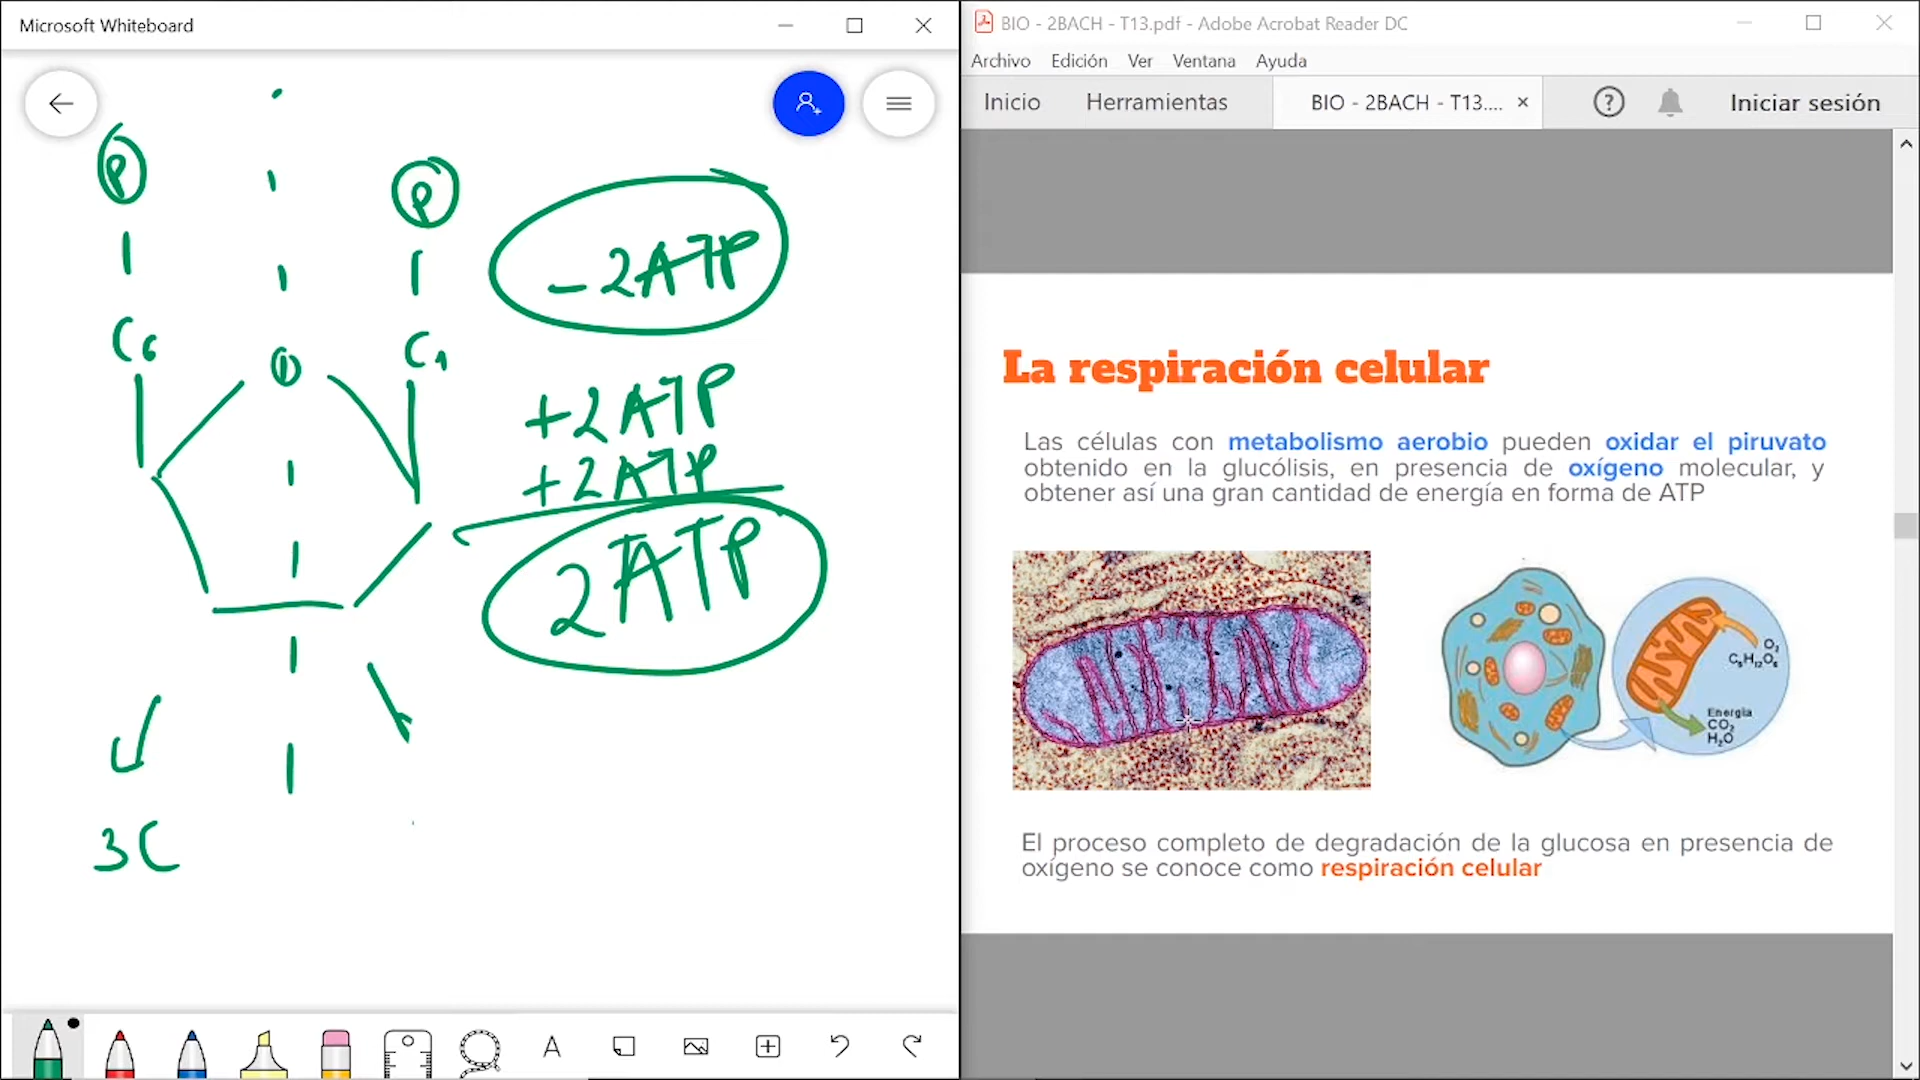 Microsoft Whiteboard
P
P
C6
O
C1
-2ATP
+2ATP
+2ATP
2ATP
3C
A
BIO - 2BACH - T13.pdf - Adobe Acrobat Reader DC
Archivo Edición Ver Ventana Ayuda
Inicio Herramientas BIO - 2BACH - T13.... × ? Iniciar sesión
La respiración celular
Las células con metabolismo aerobio pueden oxidar el piruvato
obtenido en la glucólisis, en presencia de oxígeno molecular, y
obtener así una gran cantidad de energía en forma de ATP
O2
C6H12O6
Energía
CO2
H2O
El proceso completo de degradación de la glucosa en presencia de
oxígeno se conoce como respiración celular